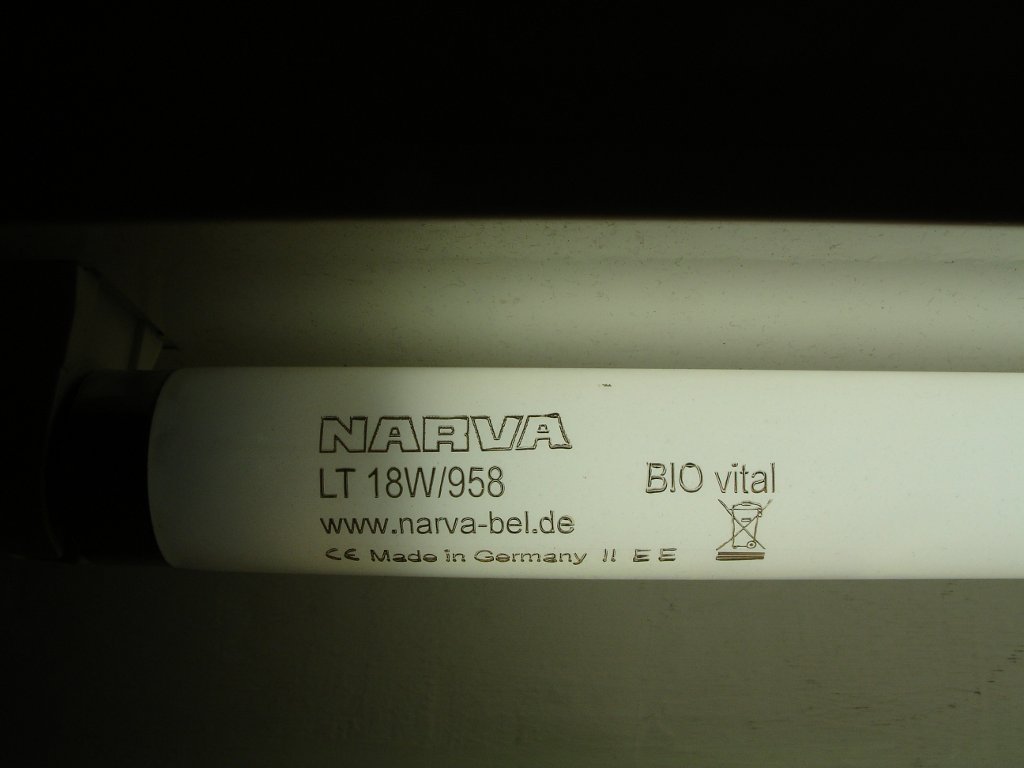 NARVA
LT 18W/958
BIO vital
www.narva-bel.de
CE Made in Germany !! E E